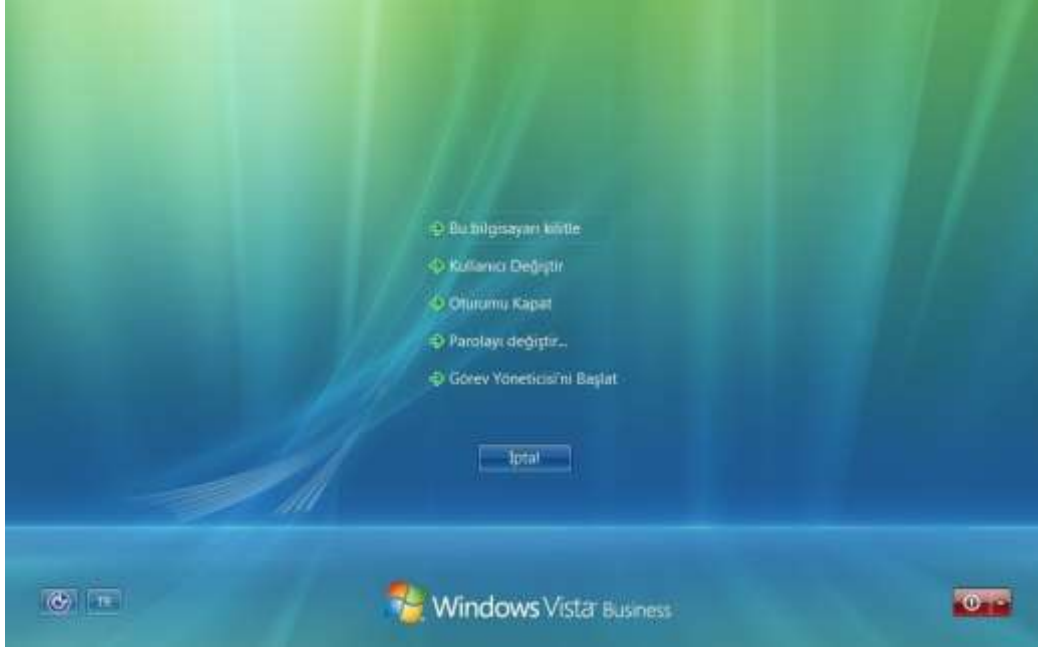 Bu bilgisayarı kilitle
Kullanıcı Değiştir
Oturumu Kapat
Parolayı değiştir...
Görev Yöneticisi'ni Başlat
İptal
TR
Windows Vista Business